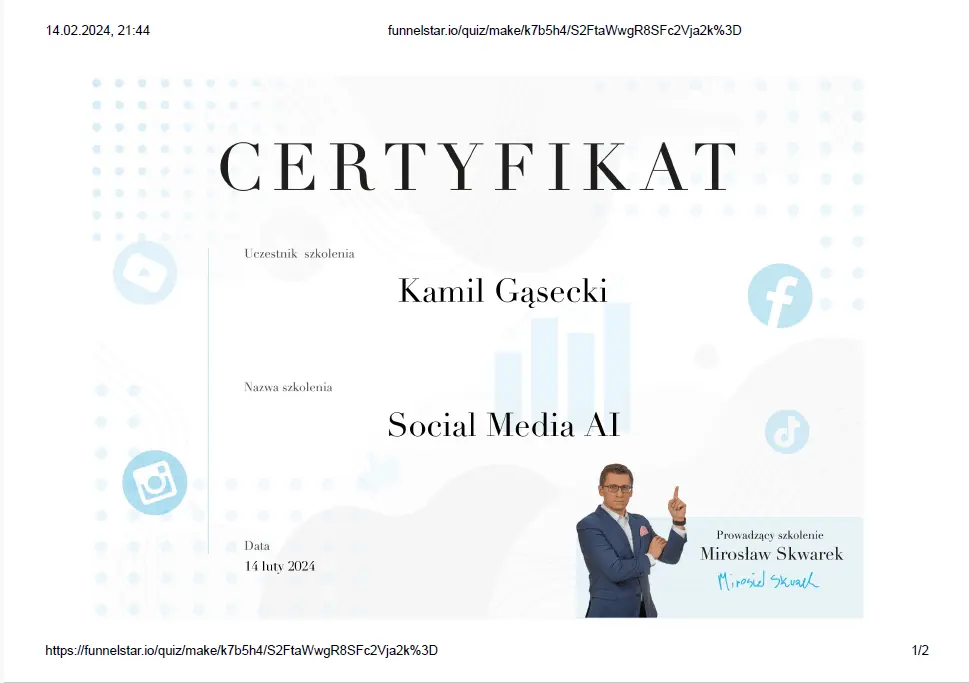 14.02.2024, 21:44
funnelstar.io/quiz/make/k7b5h4/S2FtaWwgR8SFc2Vja2k%3D
CERTYFIKAT
Uczestnik szkolenia
Kamil Gąsecki
Nazwa szkolenia
Social Media AI
Data
14 luty 2024
Prowadzący szkolenie
Mirosław Skwarek
https://funnelstar.io/quiz/make/k7b5h4/S2FtaWwgR8SFc2Vja2k%3D
1/2